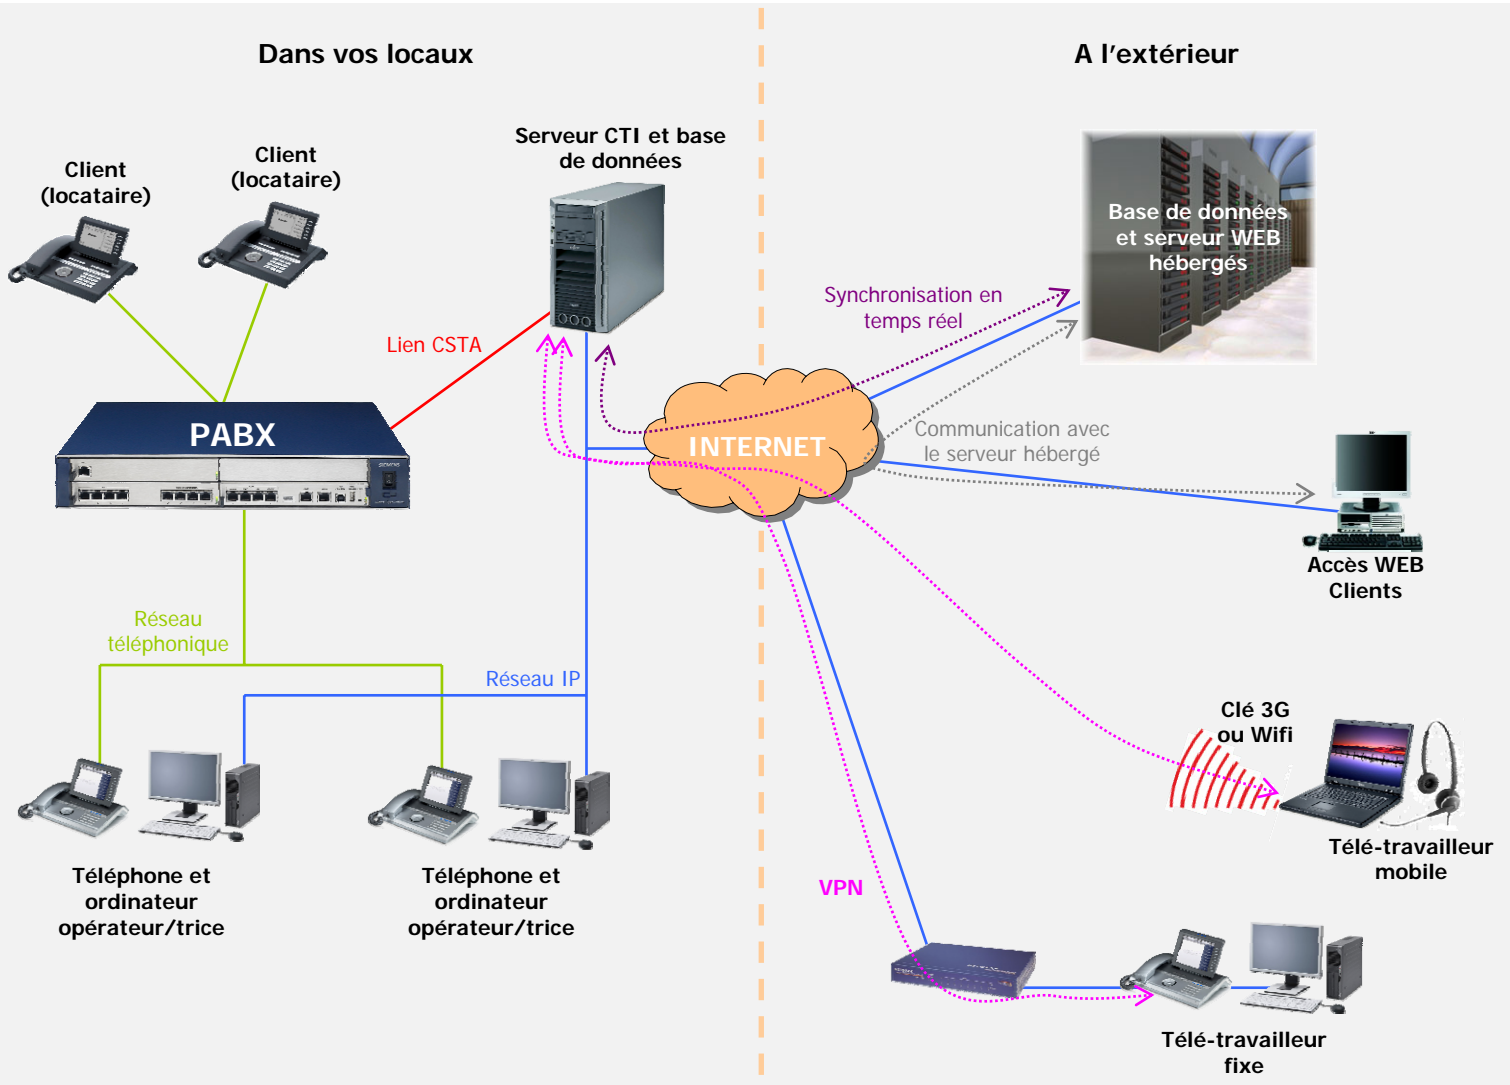 Dans vos locaux
A l'extérieur
Serveur CTI et base
de données
Client
(locataire)
Client
(locataire)
Base de données
et serveur WEB
hébergés
Synchronisation en
temps réel
Lien CSTA
PABX
SIEMENS
INTERNET
Communication avec
le serveur hébergé
Accès WEB
Clients
Réseau
téléphonique
Réseau IP
Clé 3G
ou Wifi
Télé-travailleur
mobile
Téléphone et
ordinateur
opérateur/trice
Téléphone et
ordinateur
opérateur/trice
VPN
Télé-travailleur
fixe